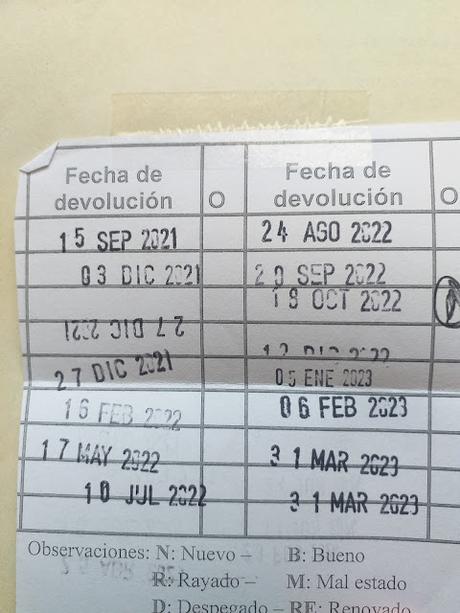 Fecha de
devolución
O
15 SEP 2021
03 DIC 2021
27 DIC 2021
27 DIC 2021
16 FEB 2022
17 MAY 2022
10 JUL 2022
Fecha de
devolución
O
24 AGO 2022
20 SEP 2022
18 OCT 2022
DIC
05 ENE 2023
06 FEB 2023
31 MAR 2023
31 MAR 2023
Observaciones: N: Nuevo – B: Bueno
R: Rayado – M: Mal estado
D: Despegado – RE: Renovado